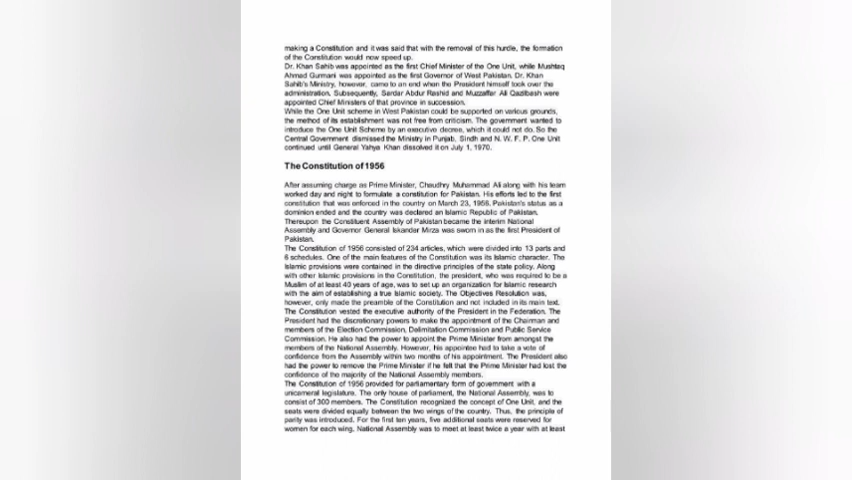 making a Constitution and it was said that with the removal of this hurdle, the formation
of the Constitution would now speed up.
Dr. Khan Sahib was appointed as the first Chief Minister of the One Unit, while Mushtaq
Ahmad Gurmani was appointed as the first Governor of West Pakistan. Dr. Khan
Sahib's Ministry, however, came to an end when the President himself took over the
administration. Subsequently, Sardar Abdur Rashid and Muzzaffar Ali Qazilbash were
appointed Chief Ministers of that province in succession.
While the One Unit scheme in West Pakistan could be supported on various grounds,
the method of its establishment was not free from criticism. The government wanted to
introduce the One Unit Scheme by an executive decree, which it could not do. So the
Central Government dismissed the Ministry in Punjab, Sindh and N. W. F. P. One Unit
continued until General Yahya Khan dissolved it on July 1, 1970.
The Constitution of 1956
After assuming charge as Prime Minister, Chaudhry Muhammad Ali along with his team
worked day and night to formulate a constitution for Pakistan. His efforts led to the first
constitution that was enforced in the country on March 23, 1956. Pakistan's status as a
dominion ended and the country was declared an Islamic Republic of Pakistan.
Thereupon the Constituent Assembly of Pakistan became the interim National
Assembly and Governor General Iskander Mirza was sworn in as the first President of
Pakistan.
The Constitution of 1956 consisted of 234 articles, which were divided into 13 parts and
6 schedules. One of the main features of the Constitution was its Islamic character. The
Islamic provisions were contained in the directive principles of the state policy. Along
with other Islamic provisions in the Constitution, the president, who was required to be a
Muslim of at least 40 years of age, was to set up an organization for Islamic research
with the aim of establishing a true Islamic society. The Objectives Resolution was,
however, only made the preamble of the Constitution and not included in its main text.
The Constitution vested the executive authority of the President in the Federation. The
President had the discretionary powers to make the appointment of the Chairman and
members of the Election Commission, Delimitation Commission and Public Service
Commission. He also had the power to appoint the Prime Minister from amongst the
members of the National Assembly. However, his appointee had to take a vote of
confidence from the Assembly within two months of his appointment. The President also
had the power to remove the Prime Minister if he felt that the Prime Minister had lost the
confidence of the majority of the National Assembly members.
The Constitution of 1956 provided for parliamentary form of government with a
unicameral legislature. The only house of parliament, the National Assembly, was to
consist of 300 members. The Constitution recognized the concept of One Unit, and the
seats were divided equally between the two wings of the country. Thus, the principle of
parity was introduced. For the first ten years, five additional seats were reserved for
women for each wing. National Assembly was to meet at least twice a year with at least